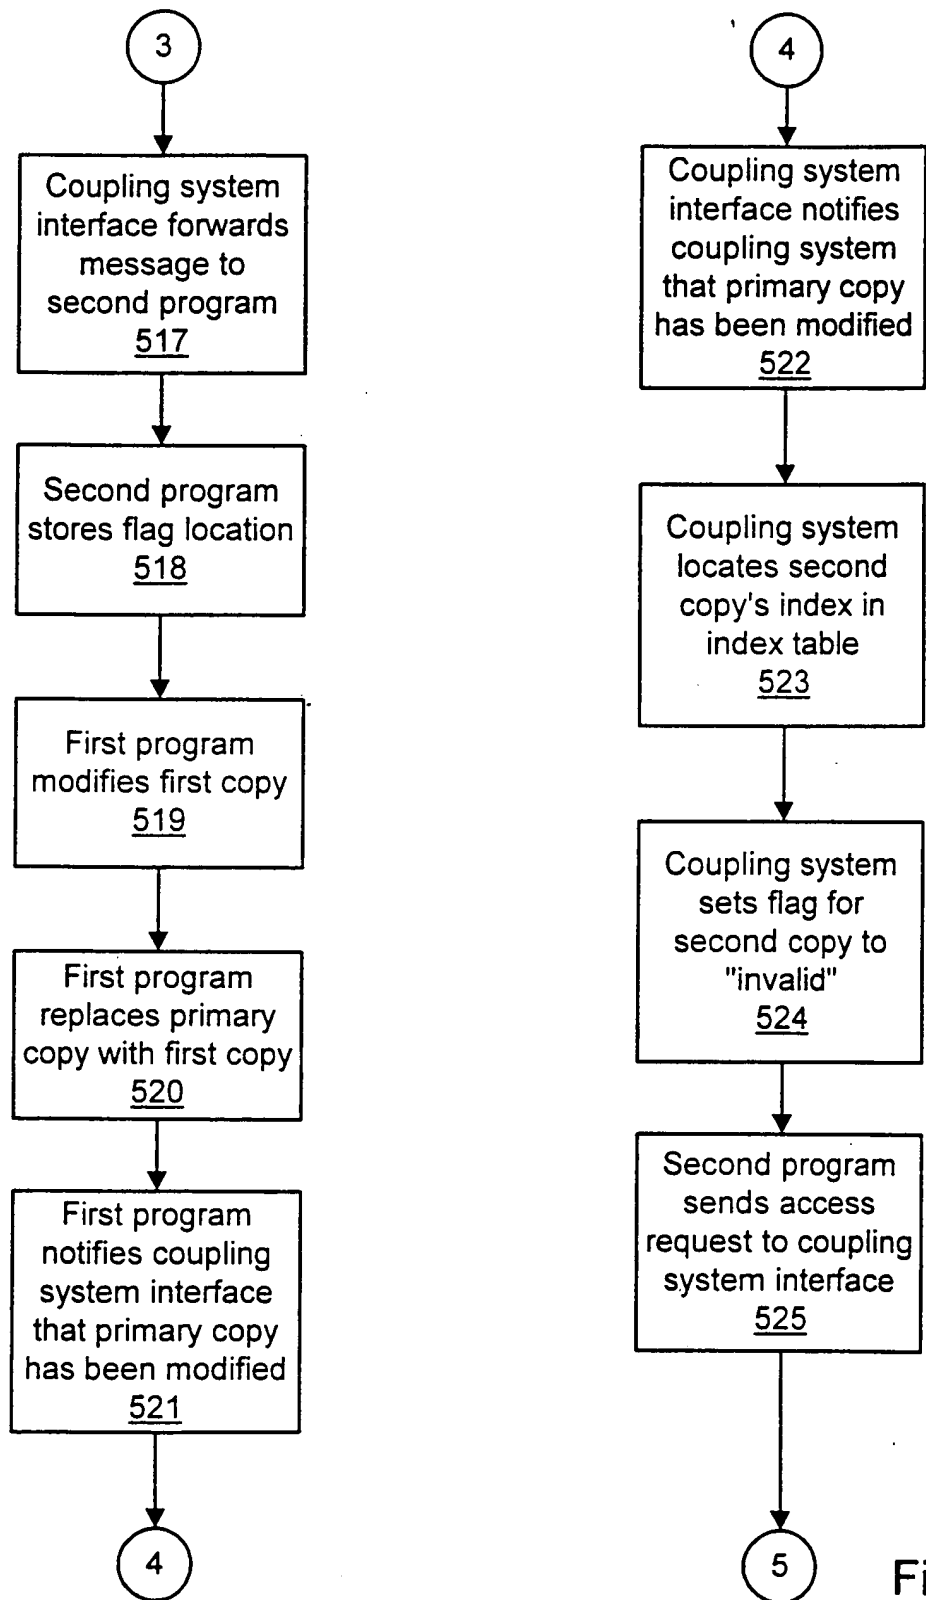 3
Coupling system
interface forwards
message to
second program
517
Second program
stores flag location
518
First program
modifies first copy
519
First program
replaces primary
copy with first copy
520
First program
notifies coupling
system interface
that primary copy
has been modified
521
4
4
Coupling system
interface notifies
coupling system
that primary copy
has been modified
522
Coupling system
locates second
copy's index in
index table
523
Coupling system
sets flag for
second copy to
"invalid"
524
Second program
sends access
request to coupling
system interface
525
5